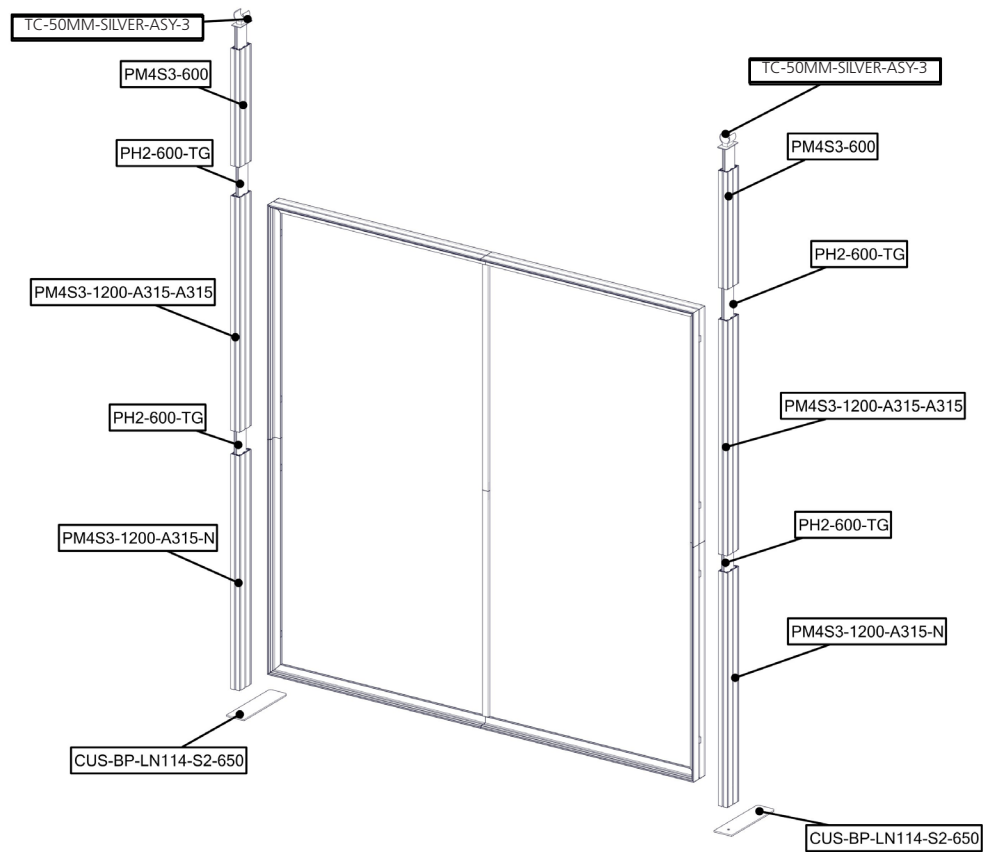 TC-50MM-SILVER-ASY-3
PM4S3-600
PH2-600-TG
PM4S3-1200-A315-A315
PH2-600-TG
PM4S3-1200-A315-N
CUS-BP-LN114-S2-650
TC-50MM-SILVER-ASY-3
PM4S3-600
PH2-600-TG
PM4S3-1200-A315-A315
PH2-600-TG
PM4S3-1200-A315-N
CUS-BP-LN114-S2-650